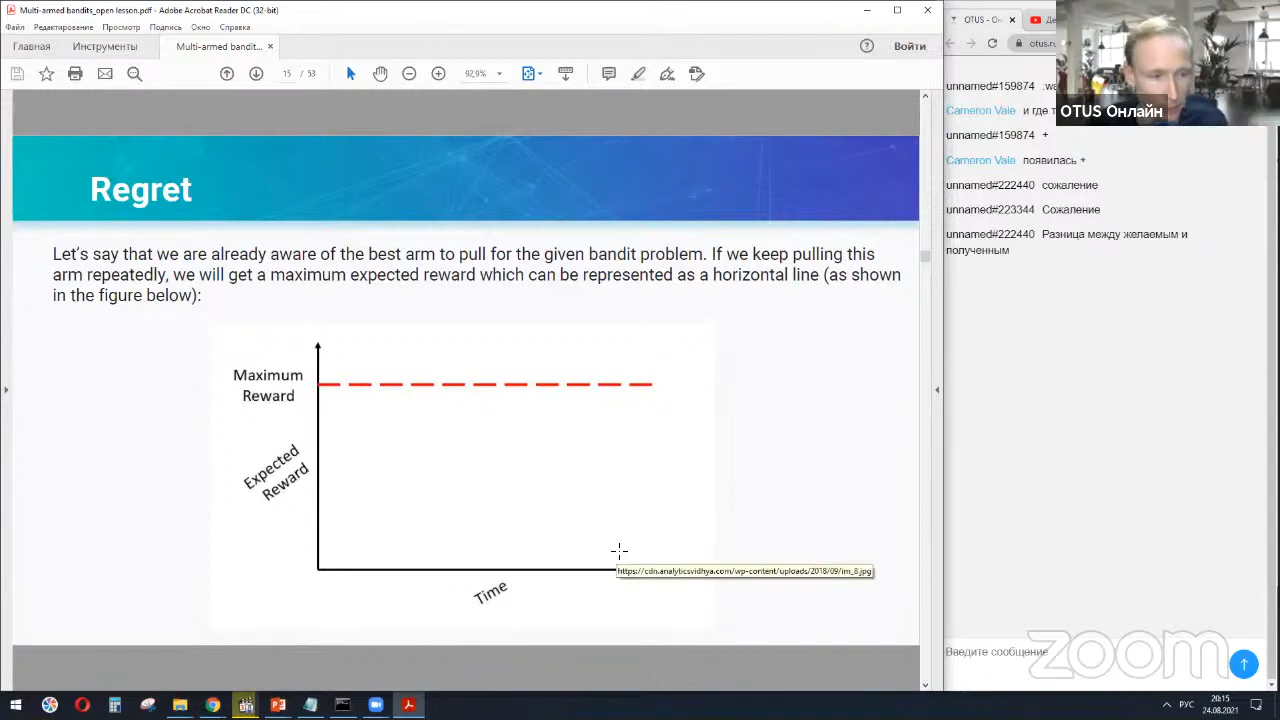 Multi-armed bandits_open lesson.pdf - Adobe Acrobat Reader DC (32-bit)
Файл Редактирование Просмотр Подпись Окно Справка
Главная Инструменты Multi-armed bandit... × Войти
15 / 53 92,9%
Regret
Let's say that we are already aware of the best arm to pull for the given bandit problem. If we keep pulling this
arm repeatedly, we will get a maximum expected reward which can be represented as a horizontal line (as shown
in the figure below):
Maximum
Reward
Expected
Reward
Time
https://cdn.analyticsvidhya.com/wp-content/uploads/2018/09/im_8.jpg
OTUS - О
otus.ru
OTUS Онлайн
unnamed#159874
Cameron Vale и где
unnamed#159874 +
Cameron Vale появилась +
unnamed#222440 сожаление
unnamed#223344 Сожаление
unnamed#222440 Разница между желаемым и
полученным
Введите сообщение
zoom
РУС
20:15
24.08.2021